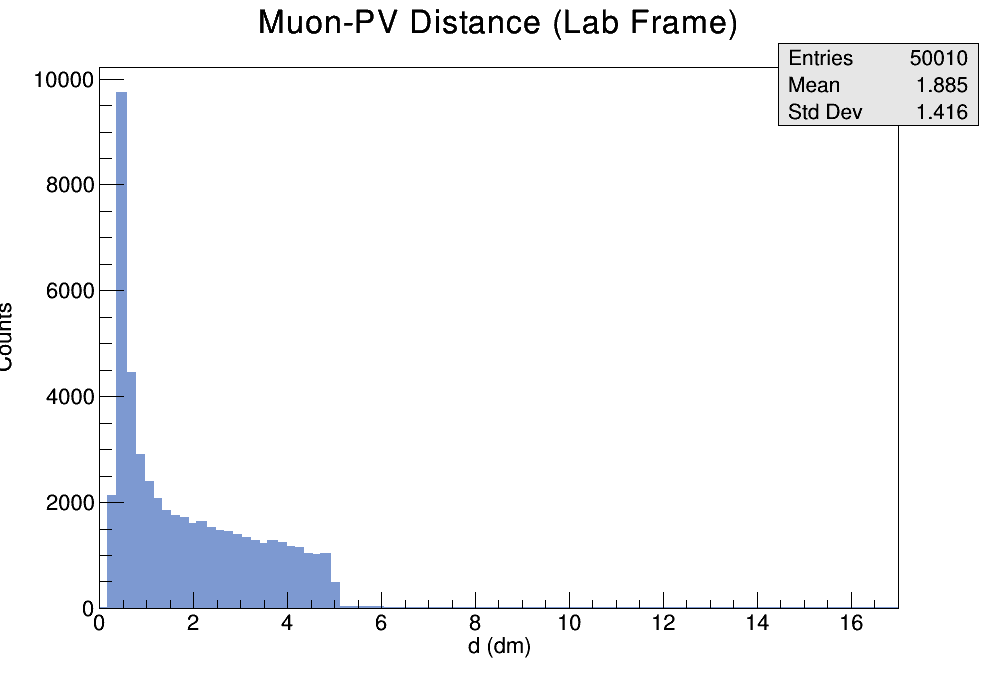 Muon-PV Distance (Lab Frame)
Entries 50010
Mean 1.885
Std Dev 1.416
10000
8000
6000
4000
2000
0
Counts
0 2 4 6 8 10 12 14 16
d (dm)